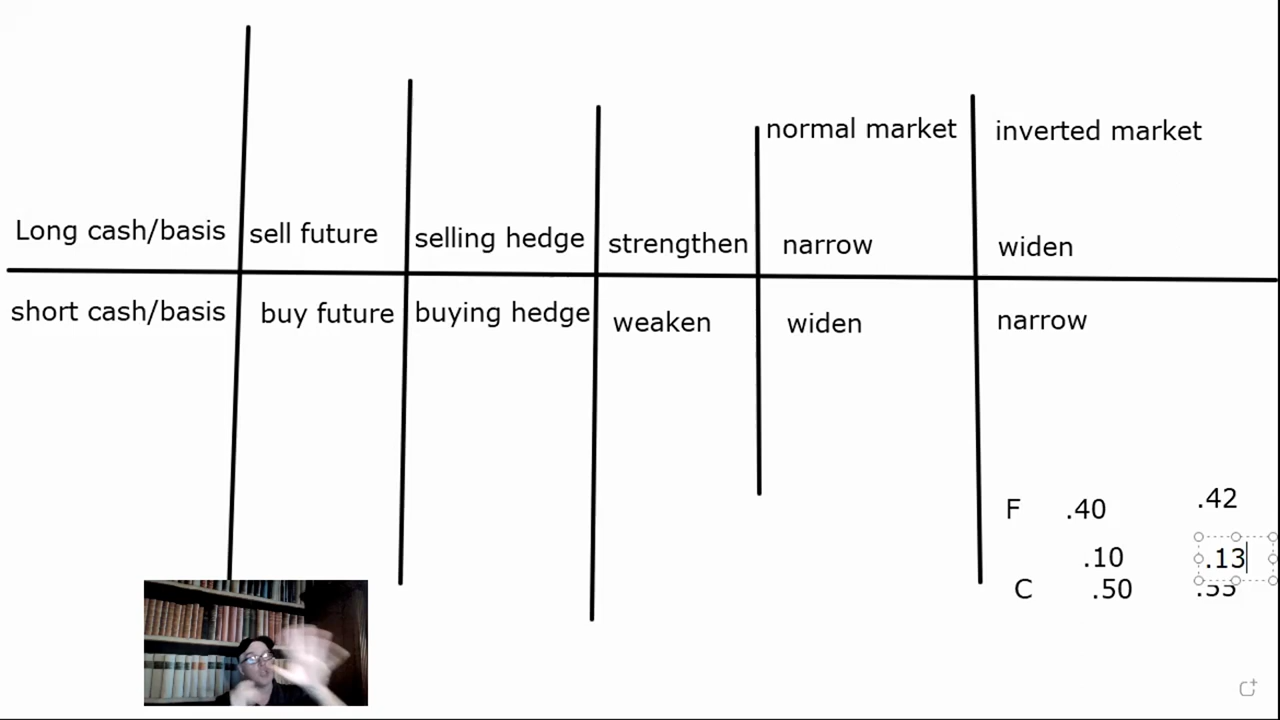 normal market
inverted market
Long cash/basis
sell future
selling hedge
strengthen
narrow
widen
short cash/basis
buy future
buying hedge
weaken
widen
narrow
F .40 .42
.10 .13
C .50 .55